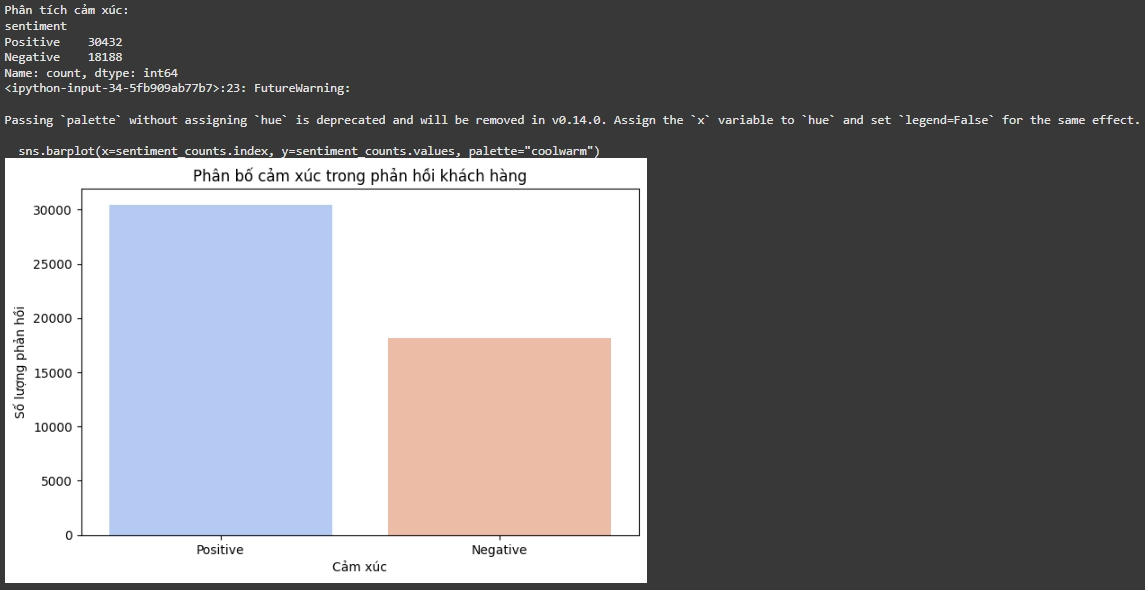 Phân tích cảm xúc:
sentiment
Positive    30432
Negative    18188
Name: count, dtype: int64
<ipython-input-34-5fb909ab77b7>:23: FutureWarning:
Passing `palette` without assigning `hue` is deprecated and will be removed in v0.14.0. Assign the `x` variable to `hue` and set `legend=False` for the same effect.
sns.barplot(x=sentiment_counts.index, y=sentiment_counts.values, palette="coolwarm")
Phân bố cảm xúc trong phản hồi khách hàng
Số lượng phản hồi
30000
25000
20000
15000
10000
5000
0
Positive
Negative
Cảm xúc